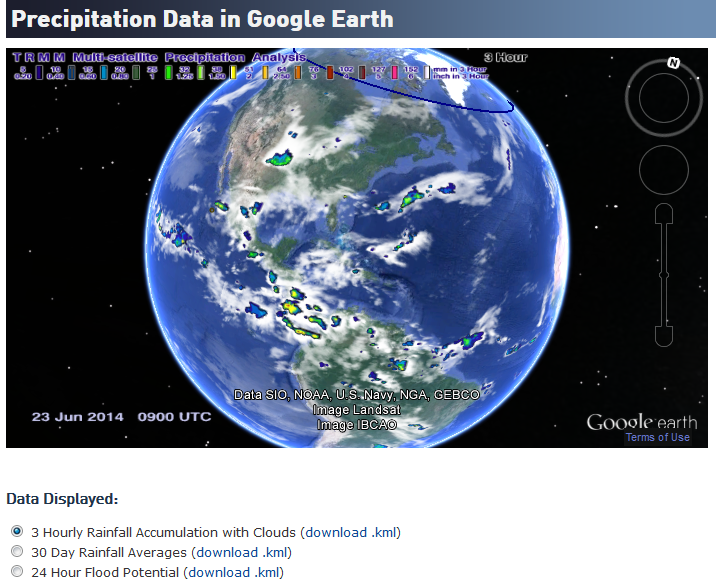 Precipitation Data in Google Earth
TRMM Multi-satellite Precipitation Analysis 3 Hour
5 10 15 20 25 32 38 51 64 76 102 127 152 mm in 3 Hour
0.20 0.40 0.60 0.80 1 1.25 1.50 2 2.50 3 4 5 6 inch in 3 Hour
N
Data SIO, NOAA, U.S. Navy, NGA, GEBCO
Image Landsat
Image IBCAO
23 Jun 2014 0900 UTC
Google earth
Terms of Use
Data Displayed:
3 Hourly Rainfall Accumulation with Clouds (download .kml)
30 Day Rainfall Averages (download .kml)
24 Hour Flood Potential (download .kml)